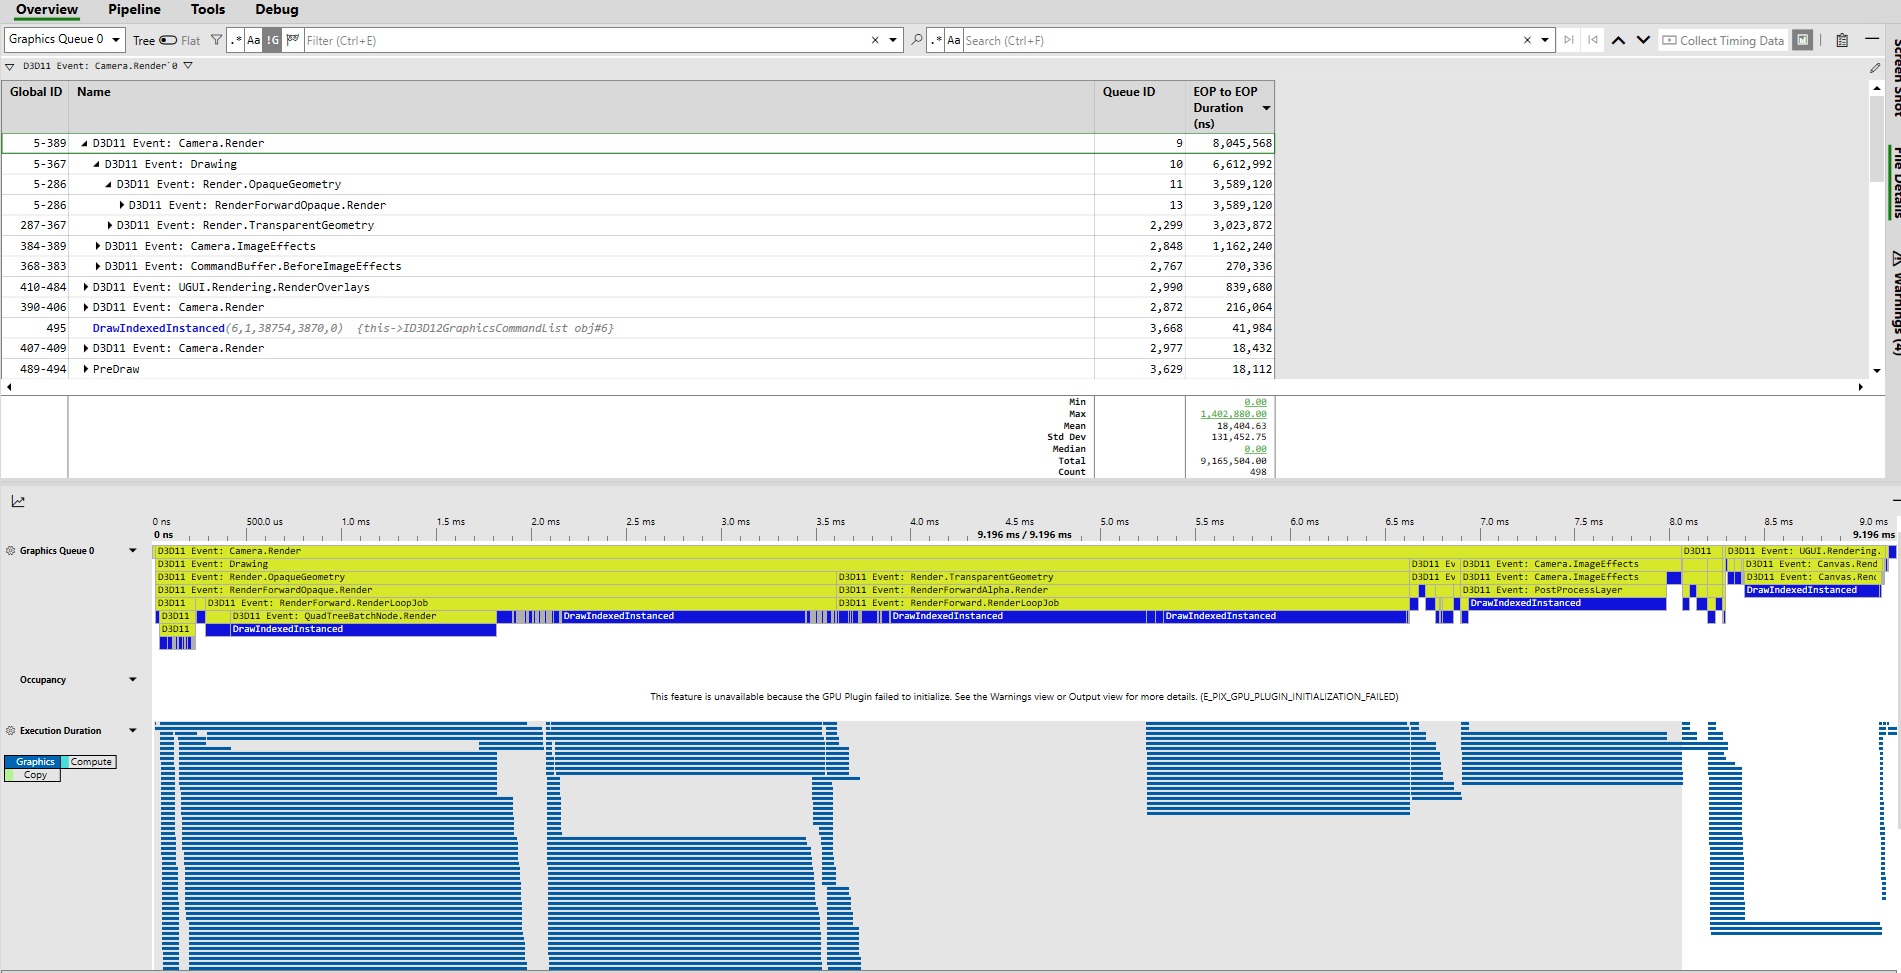 Overview Pipeline Tools Debug
Graphics Queue 0 Tree Flat .* Aa !G Filter (Ctrl+E) .* Aa Search (Ctrl+F) Collect Timing Data
D3D11 Event: Camera.Render`0
Screen Shot
File Details
Warnings (4)
Global ID Name Queue ID EOP to EOP Duration (ns)
5-389 D3D11 Event: Camera.Render 9 8,045,568
5-367 D3D11 Event: Drawing 10 6,612,992
5-286 D3D11 Event: Render.OpaqueGeometry 11 3,589,120
5-286 D3D11 Event: RenderForwardOpaque.Render 13 3,589,120
287-367 D3D11 Event: Render.TransparentGeometry 2,299 3,023,872
384-389 D3D11 Event: Camera.ImageEffects 2,848 1,162,240
368-383 D3D11 Event: CommandBuffer.BeforeImageEffects 2,767 270,336
410-484 D3D11 Event: UGUI.Rendering.RenderOverlays 2,990 839,680
390-406 D3D11 Event: Camera.Render 2,872 216,064
495 DrawIndexedInstanced(6,1,38754,3870,0) {this->ID3D12GraphicsCommandList obj#6} 3,668 41,984
407-409 D3D11 Event: Camera.Render 2,977 18,432
489-494 PreDraw 3,629 18,112
Min 0.00
Max 1,402,880.00
Mean 18,404.63
Std Dev 131,452.75
Median 0.00
Total 9,165,504.00
Count 498
0 ns 500.0 us 1.0 ms 1.5 ms 2.0 ms 2.5 ms 3.0 ms 3.5 ms 4.0 ms 4.5 ms 5.0 ms 5.5 ms 6.0 ms 6.5 ms 7.0 ms 7.5 ms 8.0 ms 8.5 ms 9.0 ms
0 ns 9.196 ms / 9.196 ms 9.196 ms
Graphics Queue 0 D3D11 Event: Camera.Render D3D11 D3D11 Event: UGUI.Rendering.
D3D11 Event: Drawing D3D11 Ev D3D11 Event: Camera.ImageEffects D3D11 Event: Canvas.Rend
D3D11 Event: Render.OpaqueGeometry D3D11 Event: Render.TransparentGeometry D3D11 Ev D3D11 Event: Camera.ImageEffects D3D11 Event: Canvas.Renc
D3D11 Event: RenderForwardOpaque.Render D3D11 Event: RenderForwardAlpha.Render D3D11 Event: PostProcessLayer DrawIndexedInstanced
D3D11 D3D11 Event: RenderForward.RenderLoopJob D3D11 Event: RenderForward.RenderLoopJob DrawIndexedInstanced
D3D11 D3D11 Event: QuadTreeBatchNode.Render DrawIndexedInstanced DrawIndexedInstanced DrawIndexedInstanced
D3D11 DrawIndexedInstanced
Occupancy
This feature is unavailable because the GPU Plugin failed to initialize. See the Warnings view or Output view for more details. (E_PIX_GPU_PLUGIN_INITIALIZATION_FAILED)
Execution Duration
Graphics Compute
Copy